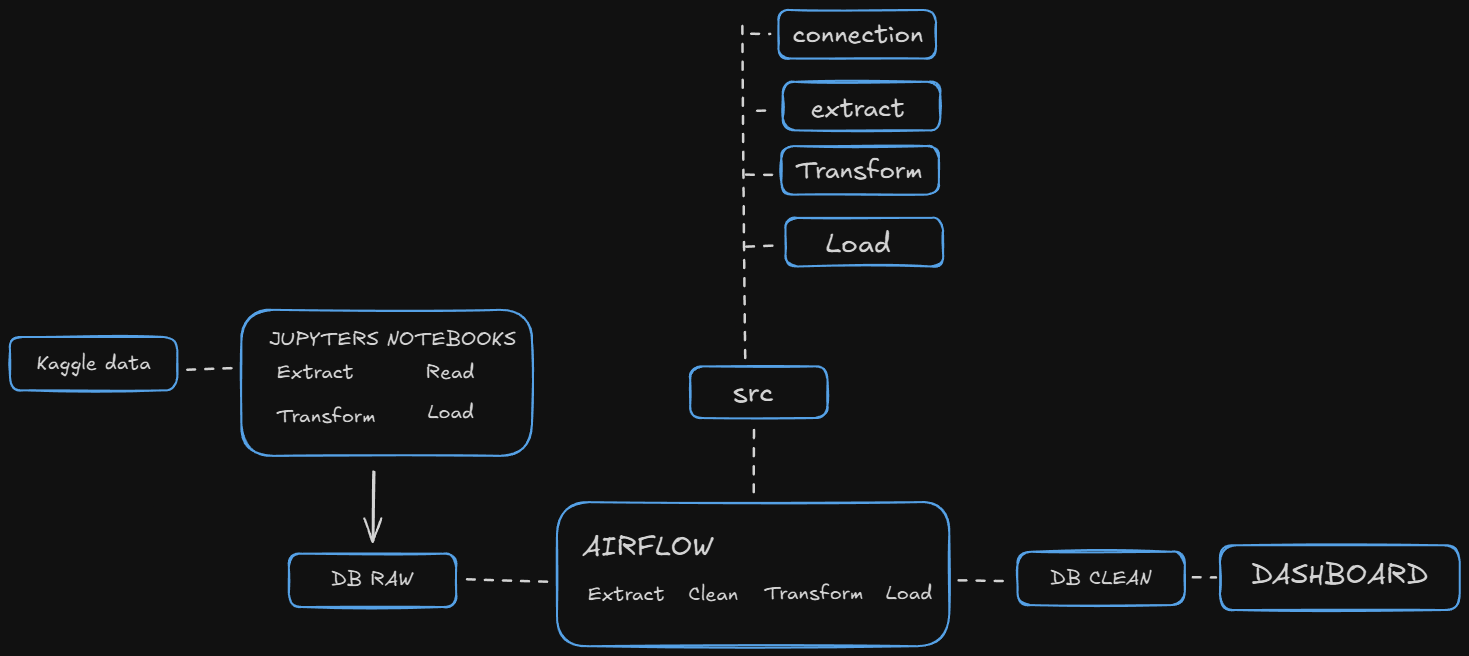 connection
extract
Transform
Load
JUPYTERS NOTEBOOKS
Kaggle data
Extract Read
Transform Load
src
AIRFLOW
DB RAW
Extract Clean Transform Load
DB CLEAN
DASHBOARD